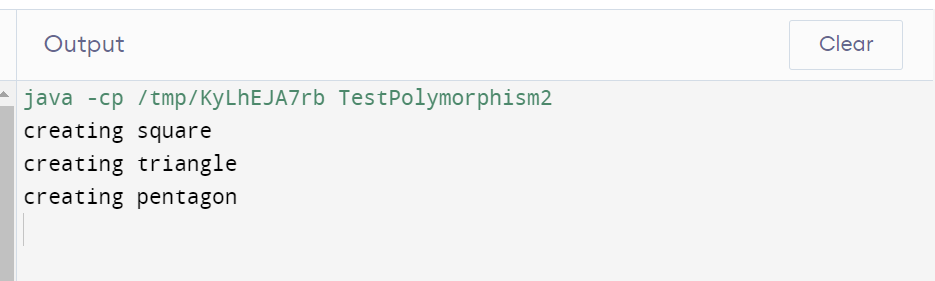 Output
Clear
java -cp /tmp/KyLhEJA7rb TestPolymorphism2
creating square
creating triangle
creating pentagon